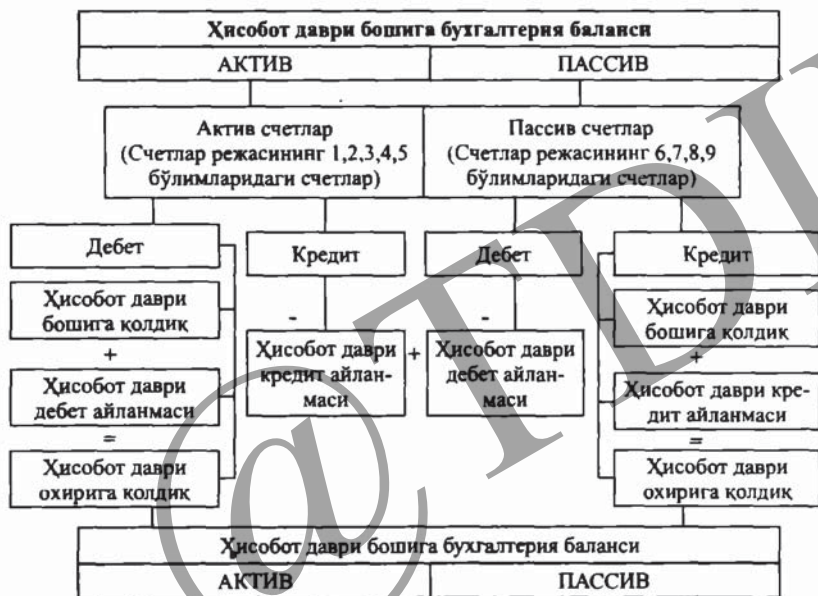 Ҳисобот даври бошига бухгалтерия баланси
АКТИВ ПАССИВ
Актив счетлар
(Счетлар режасининг 1,2,3,4,5
бўлимларидаги счетлар)
Пассив счетлар
(Счетлар режасининг 6,7,8,9
бўлимларидаги счетлар)
Дебет
Кредит
Дебет
Кредит
Ҳисобот даври
бошига қолдиқ
+
Ҳисобот даври
дебет айланмаси
=
Ҳисобот даври
охирига қолдиқ
-
Ҳисобот даври
кредит айлан-
маси
+
-
Ҳисобот даври
дебет айлан-
маси
Ҳисобот даври
бошига қолдиқ
+
Ҳисобот даври кре-
дит айланмаси
=
Ҳисобот даври
охирига қолдиқ
Ҳисобот даври бошига бухгалтерия баланси
АКТИВ ПАССИВ